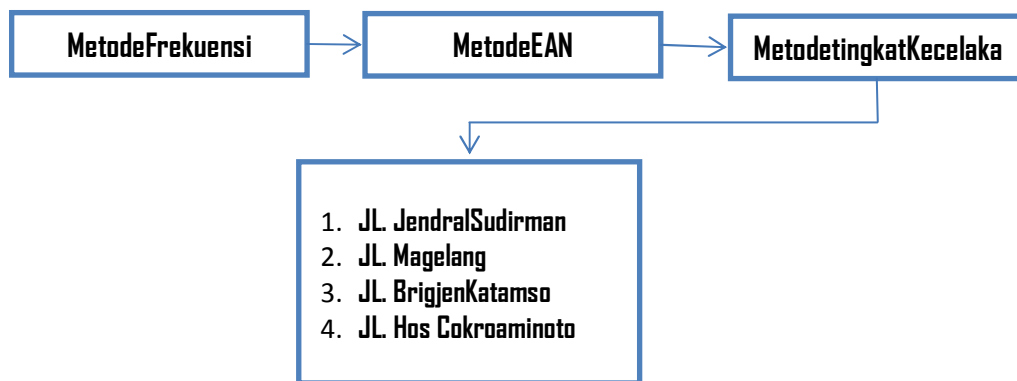 MetodeFrekuensi
MetodeEAN
MetodetingkatKecelaka
1. JL. JendralSudirman
2. JL. Magelang
3. JL. BrigjenKatamso
4. JL. Hos Cokroaminoto